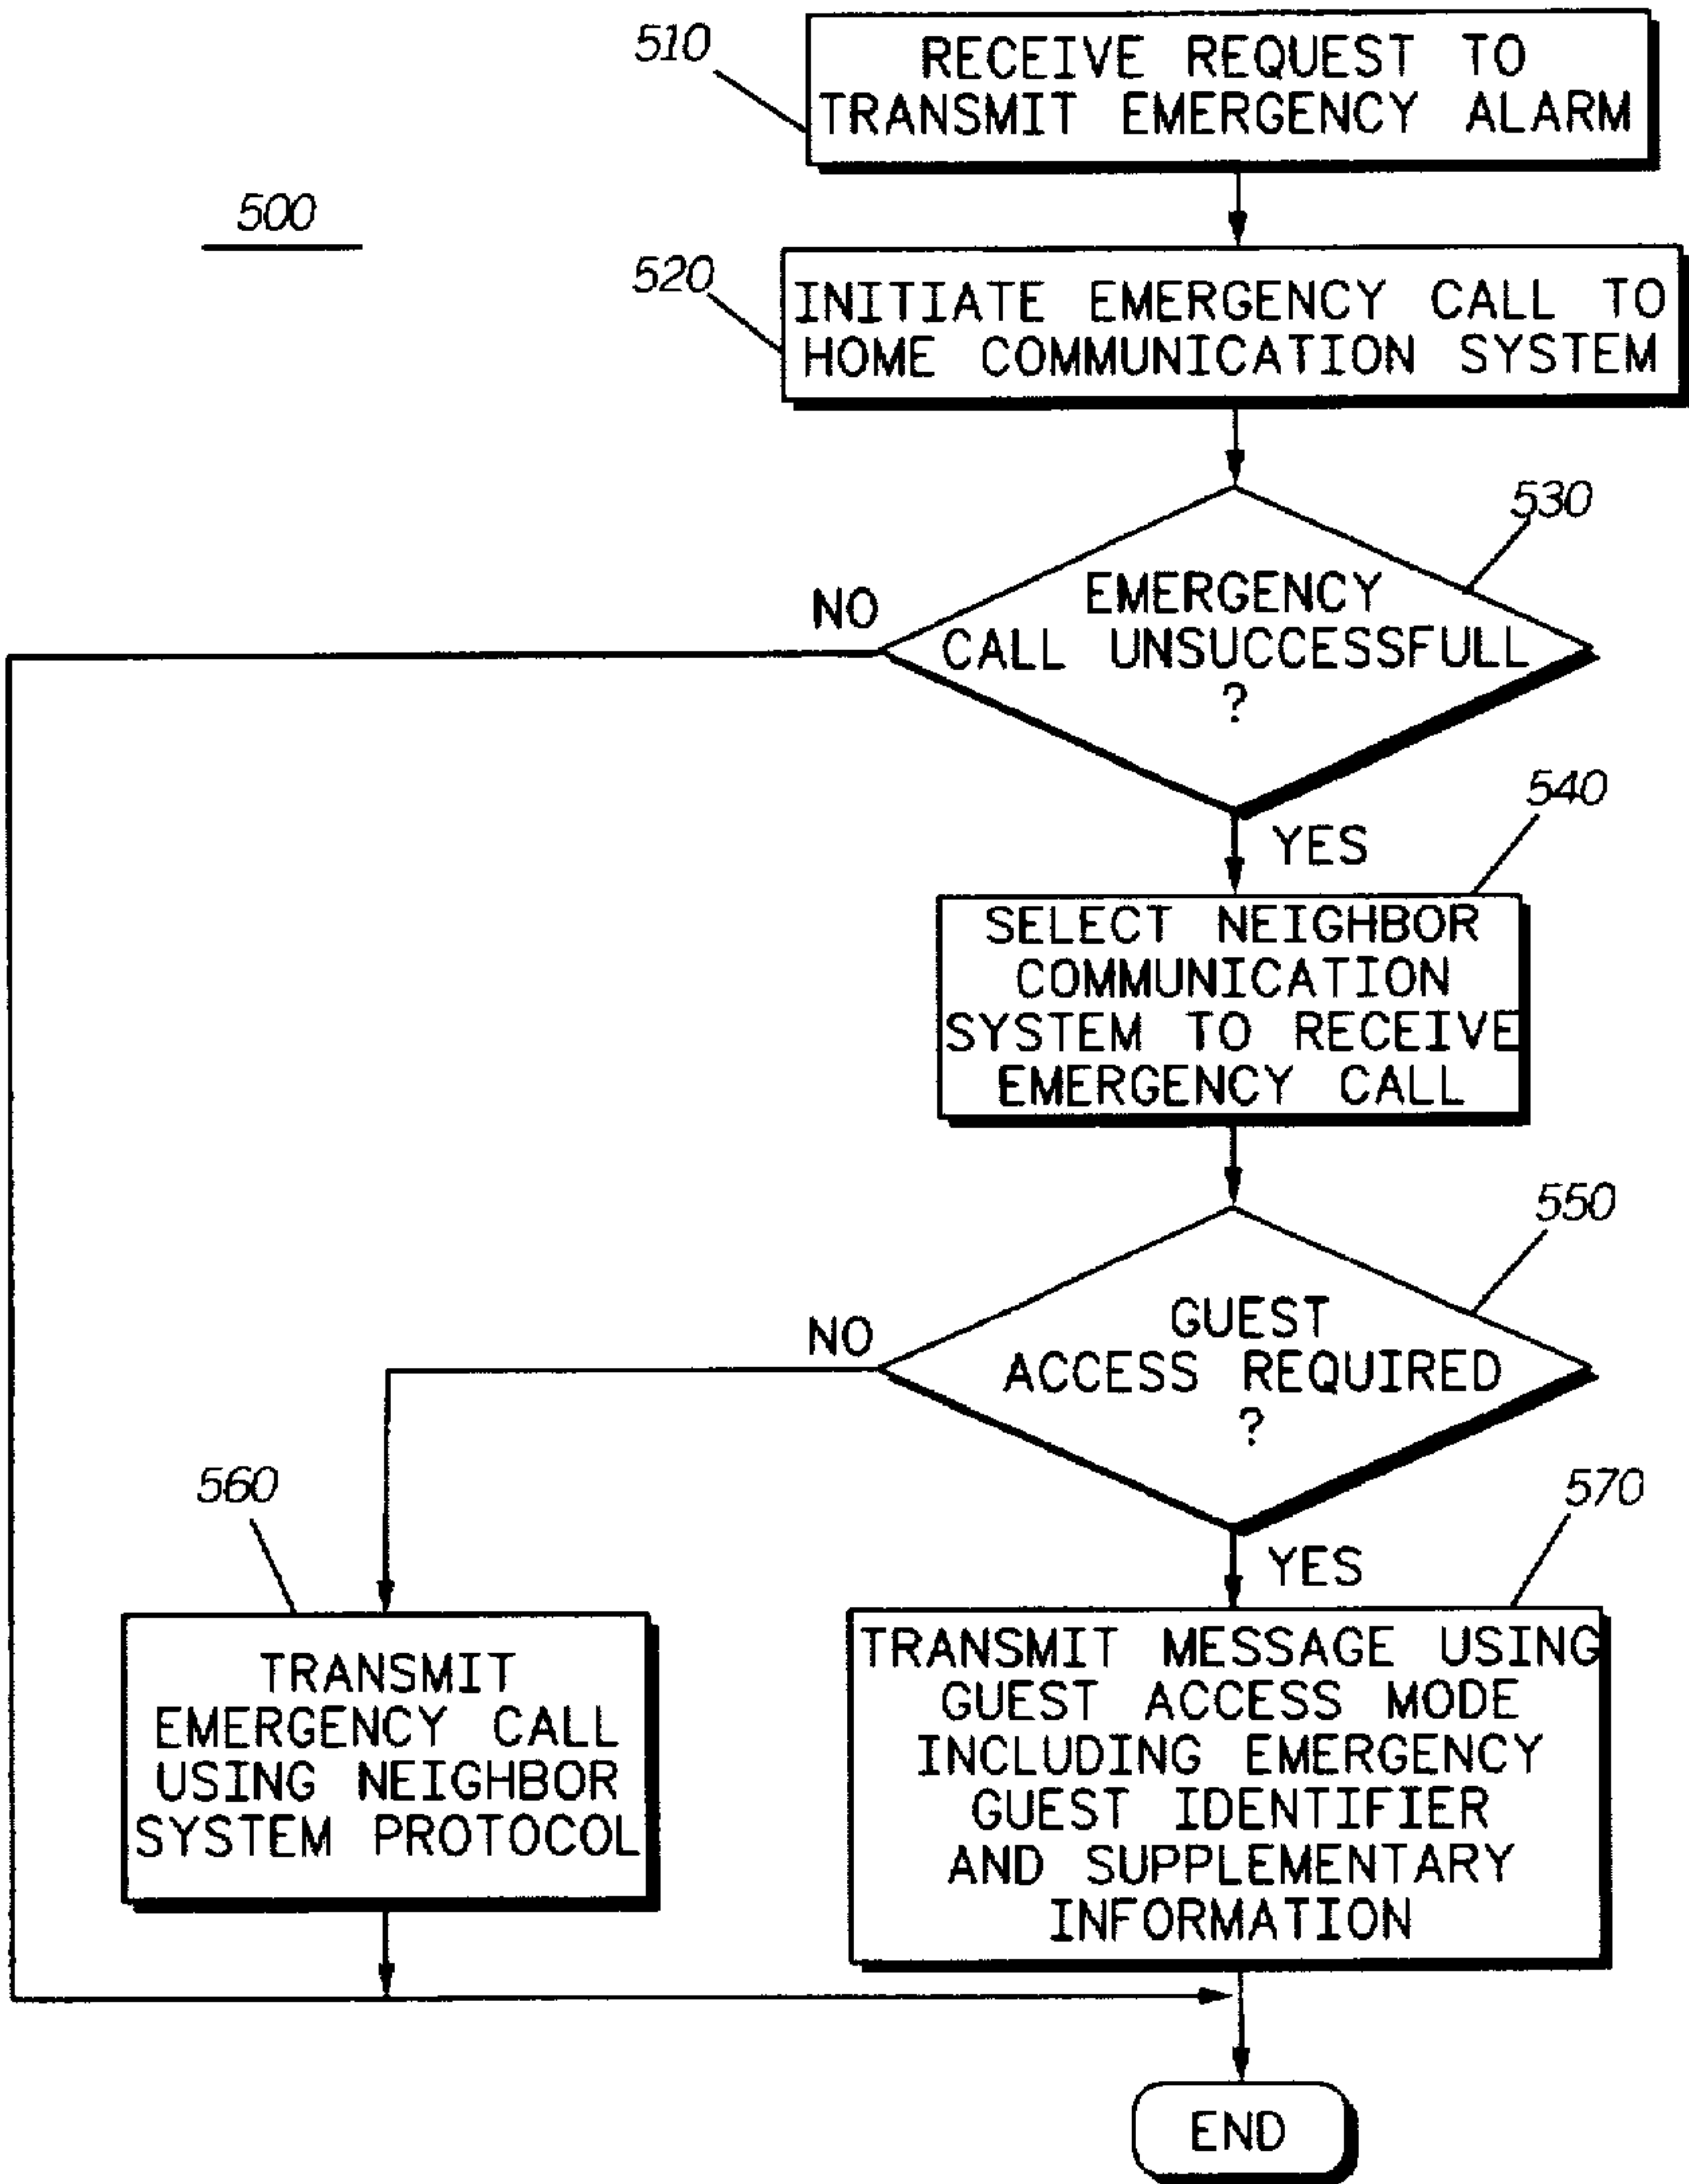 510
RECEIVE REQUEST TO
TRANSMIT EMERGENCY ALARM
500
520
INITIATE EMERGENCY CALL TO
HOME COMMUNICATION SYSTEM
530
NO
EMERGENCY
CALL UNSUCCESSFULL
?
540
YES
SELECT NEIGHBOR
COMMUNICATION
SYSTEM TO RECEIVE
EMERGENCY CALL
550
NO
GUEST
ACCESS REQUIRED
?
560
570
YES
TRANSMIT
EMERGENCY CALL
USING NEIGHBOR
SYSTEM PROTOCOL
TRANSMIT MESSAGE USING
GUEST ACCESS MODE
INCLUDING EMERGENCY
GUEST IDENTIFIER
AND SUPPLEMENTARY
INFORMATION
END